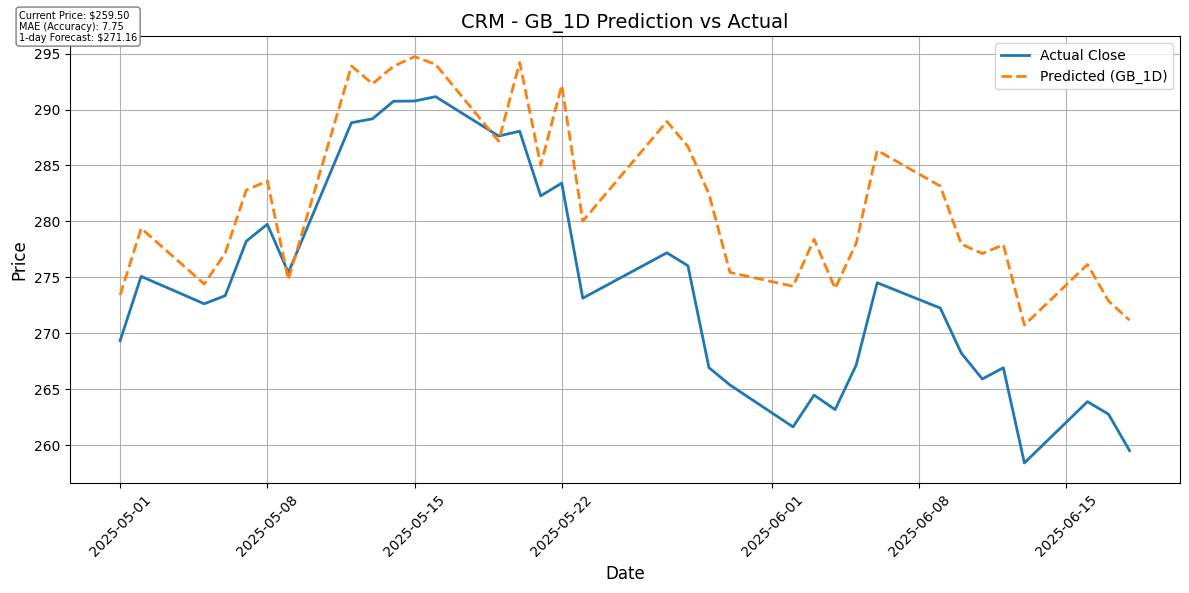 Current Price: $259.50
MAE (Accuracy): 7.75
1-day Forecast: $271.16
CRM - GB_1D Prediction vs Actual
Actual Close
Predicted (GB_1D)
295
290
285
280
275
270
265
260
Price
2025-05-01
2025-05-08
2025-05-15
2025-05-22
2025-06-01
2025-06-08
2025-06-15
Date